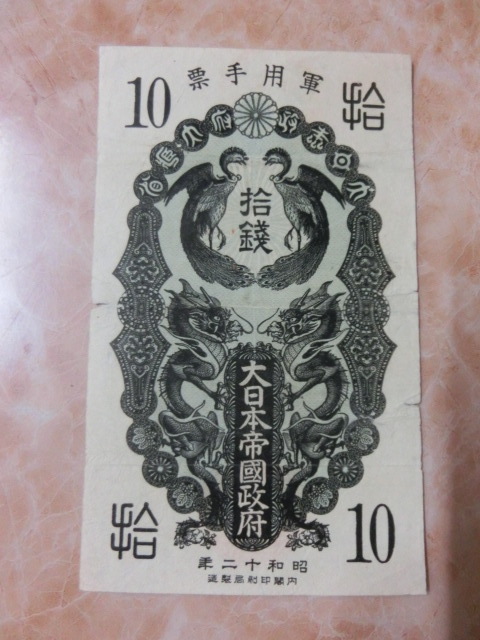 軍用手票
10
拾
拾錢
大日本帝國政府
拾
10
昭和十二年
内閣印刷局製造